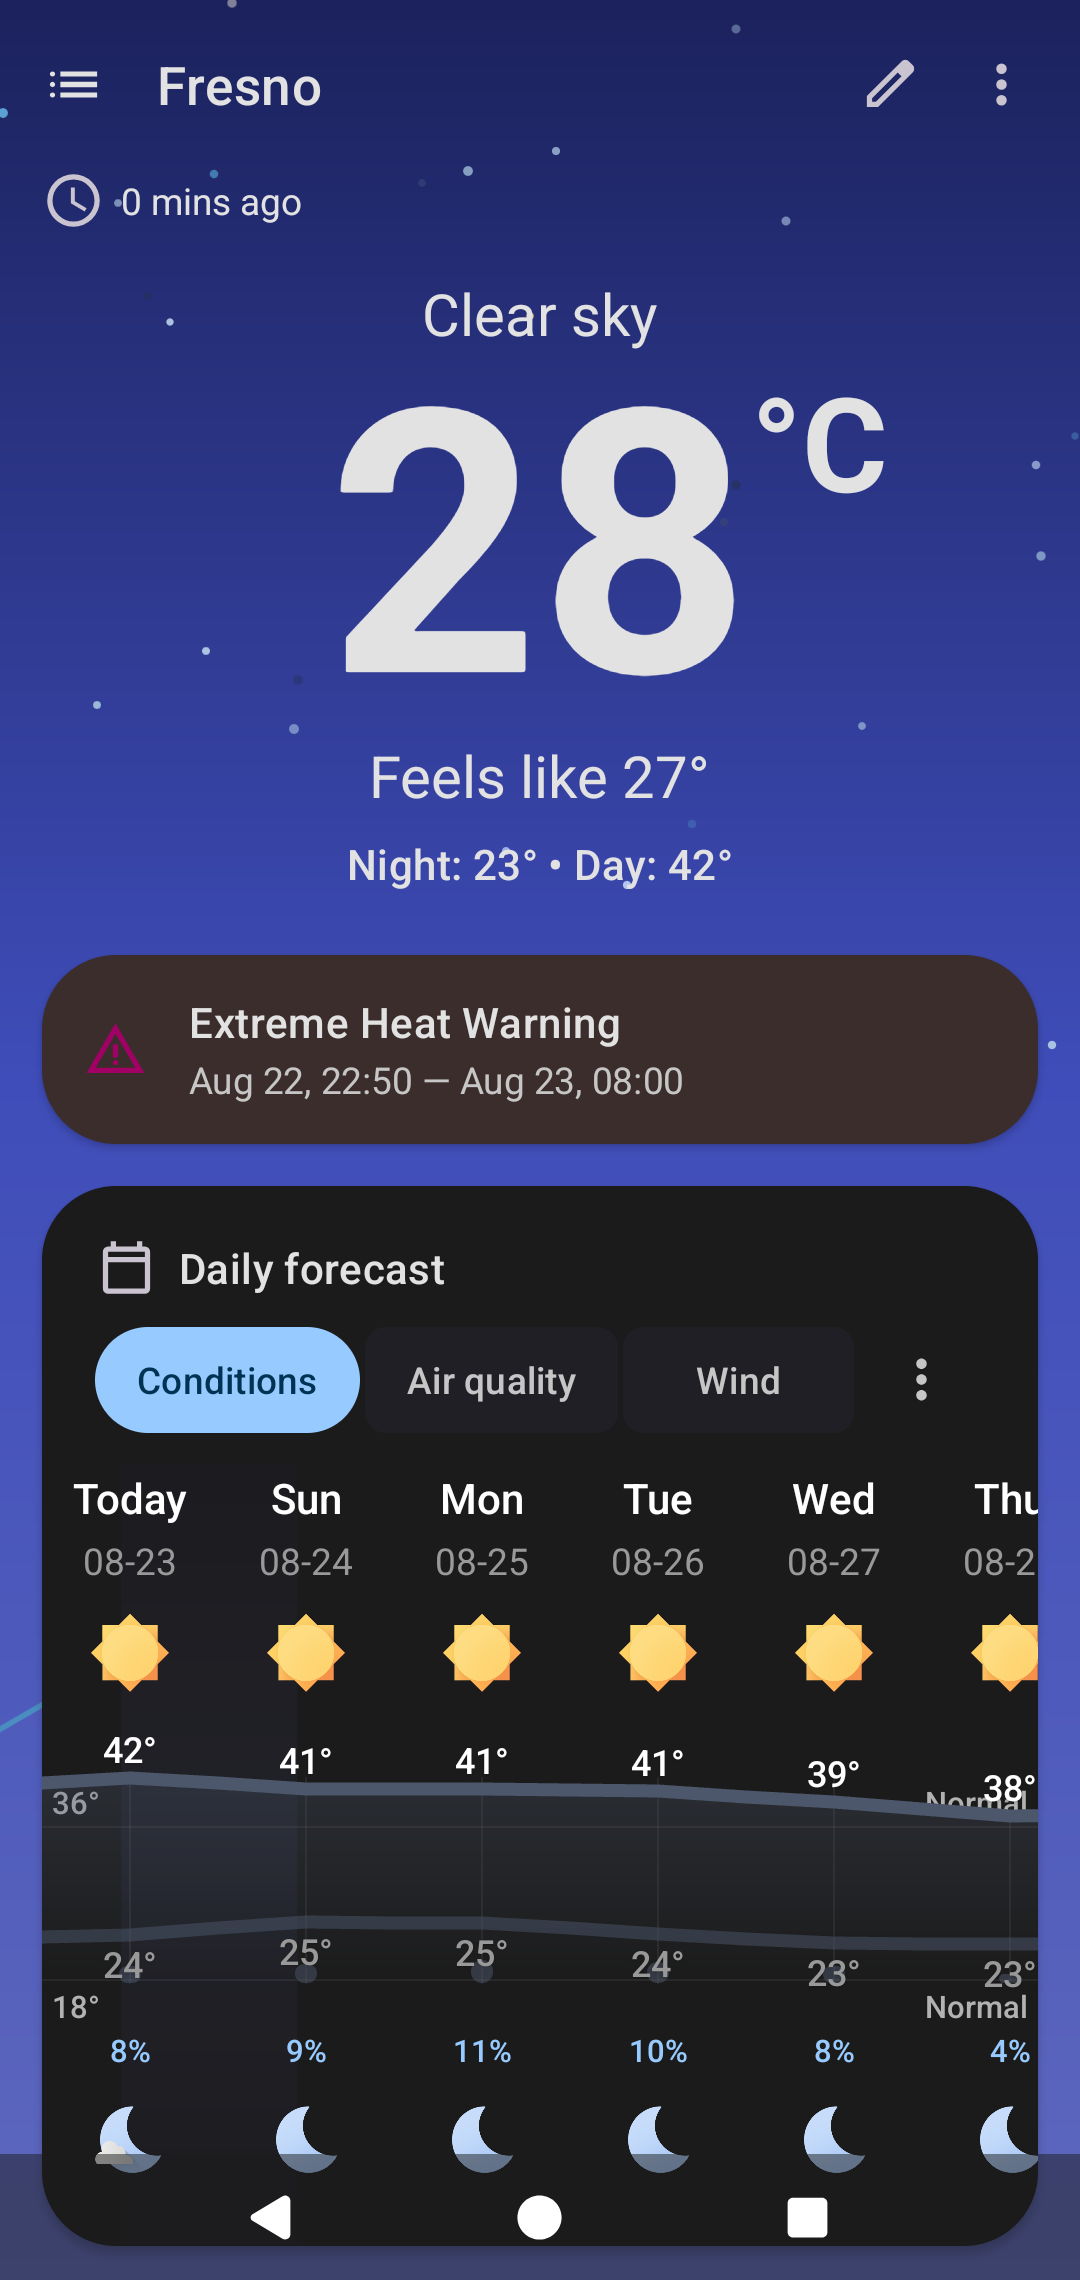 Fresno
0 mins ago
Clear sky
28°C
Feels like 27°
Night: 23° • Day: 42°
Extreme Heat Warning
Aug 22, 22:50 — Aug 23, 08:00
Daily forecast
Conditions Air quality Wind
Today Sun Mon Tue Wed Thu
08-23 08-24 08-25 08-26 08-27 08-2
42° 41° 41° 41° 39° 38°
36° Normal
24° 25° 25° 24° 23° 23°
18° Normal
8% 9% 11% 10% 8% 4%